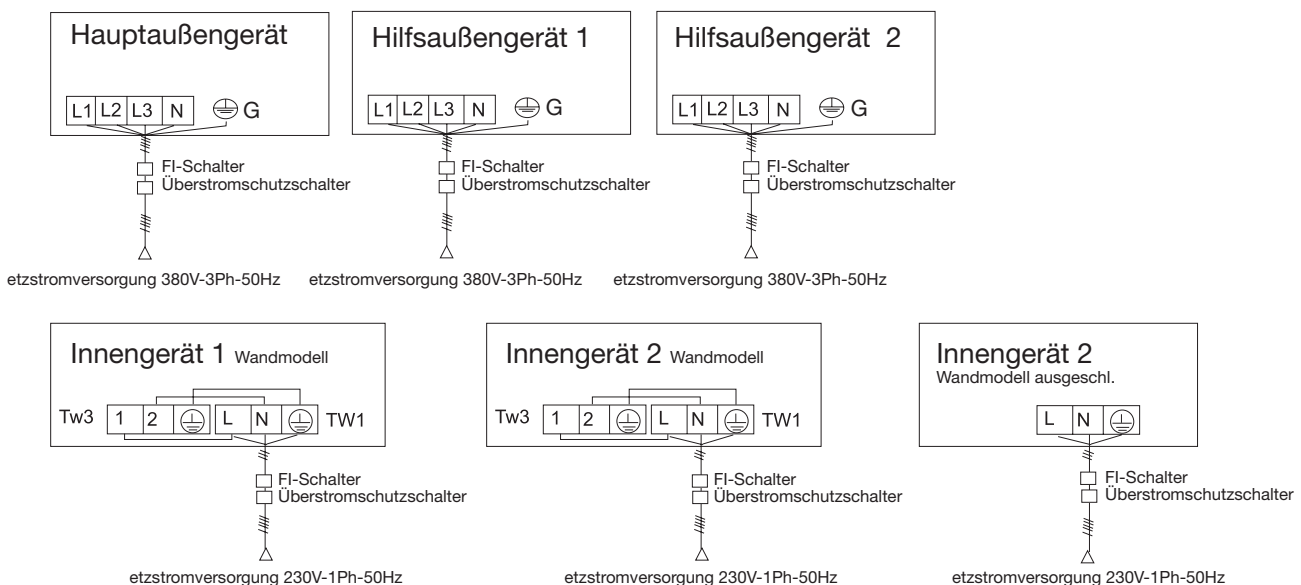 Hauptaußengerät
L1 L2 L3 N G
FI-Schalter
Überstromschutzschalter
etzstromversorgung 380V-3Ph-50Hz
Hilfsaußengerät 1
L1 L2 L3 N G
FI-Schalter
Überstromschutzschalter
etzstromversorgung 380V-3Ph-50Hz
Hilfsaußengerät 2
L1 L2 L3 N G
FI-Schalter
Überstromschutzschalter
etzstromversorgung 380V-3Ph-50Hz
Innengerät 1 Wandmodell
Tw3 1 2 L N TW1
FI-Schalter
Überstromschutzschalter
etzstromversorgung 230V-1Ph-50Hz
Innengerät 2 Wandmodell
Tw3 1 2 L N TW1
FI-Schalter
Überstromschutzschalter
etzstromversorgung 230V-1Ph-50Hz
Innengerät 2
Wandmodell ausgeschl.
L N
FI-Schalter
Überstromschutzschalter
etzstromversorgung 230V-1Ph-50Hz